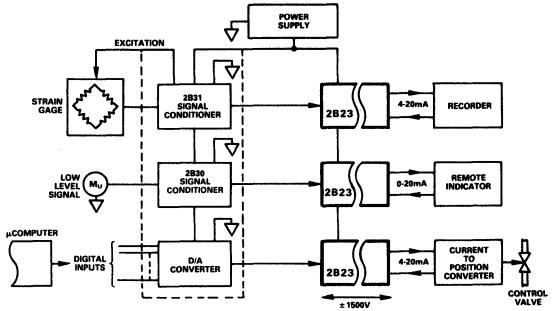 POWER
SUPPLY
EXCITATION
STRAIN
GAGE
2B31
SIGNAL
CONDITIONER
2B23
4-20mA
RECORDER
LOW
LEVEL
SIGNAL
MU
2B30
SIGNAL
CONDITIONER
2B23
0-20mA
REMOTE
INDICATOR
μCOMPUTER
DIGITAL
INPUTS
D/A
CONVERTER
2B23
4-20mA
CURRENT
TO
POSITION
CONVERTER
± 1500V
CONTROL
VALVE